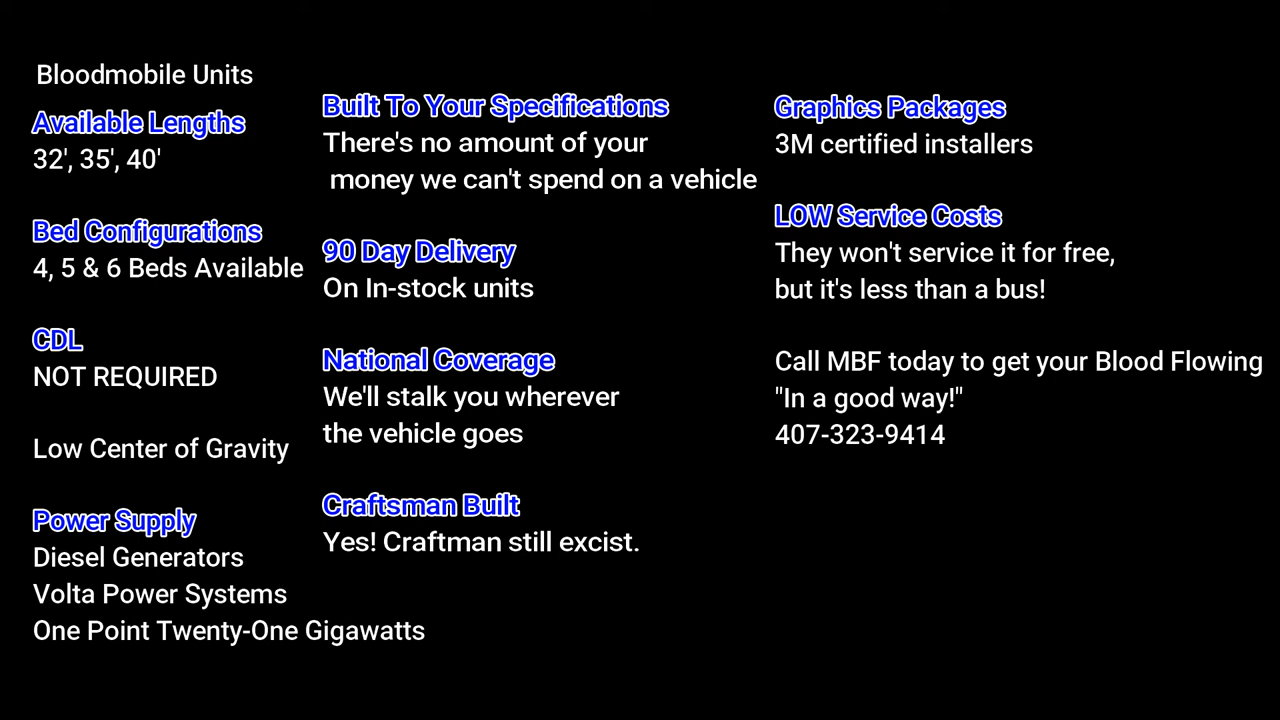 Bloodmobile Units
Available Lengths
32', 35', 40'
Bed Configurations
4, 5 & 6 Beds Available
CDL
NOT REQUIRED
Low Center of Gravity
Power Supply
Diesel Generators
Volta Power Systems
One Point Twenty-One Gigawatts
Built To Your Specifications
There's no amount of your
money we can't spend on a vehicle
90 Day Delivery
On In-stock units
National Coverage
We'll stalk you wherever
the vehicle goes
Craftsman Built
Yes! Craftman still excist.
Graphics Packages
3M certified installers
LOW Service Costs
They won't service it for free,
but it's less than a bus!
Call MBF today to get your Blood Flowing
"In a good way!"
407-323-9414